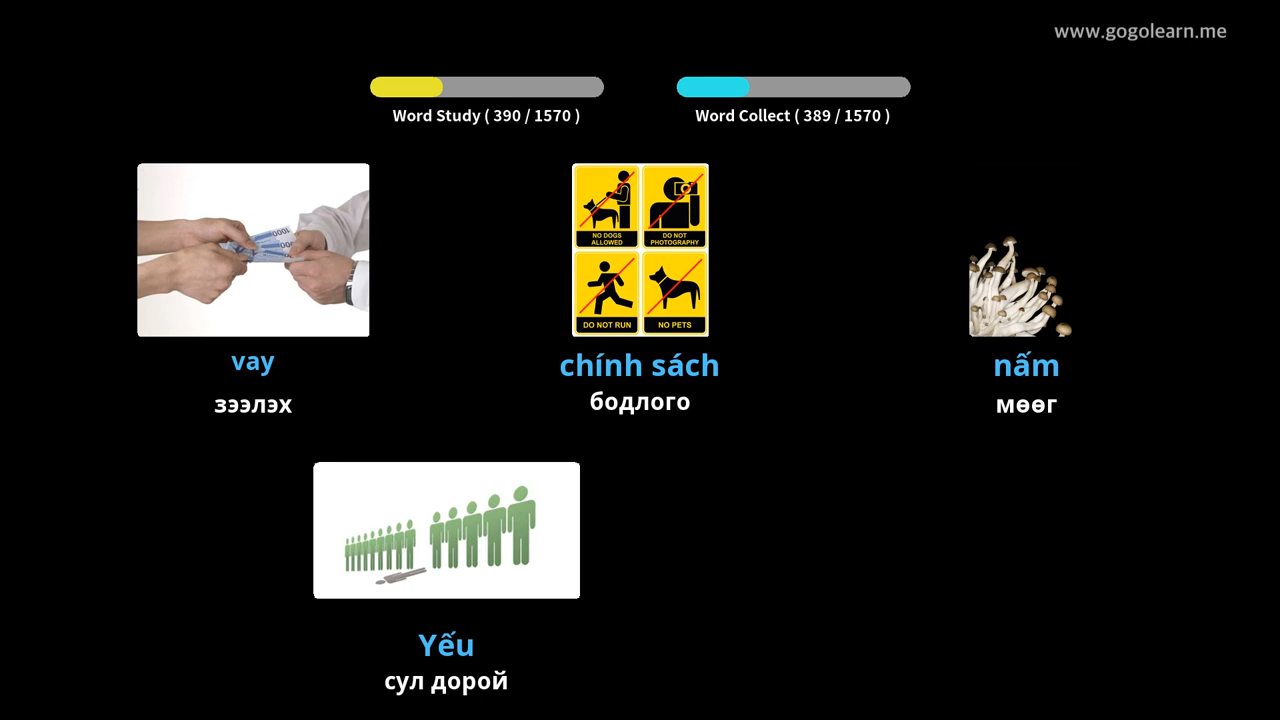 www.gogolearn.me
Word Study ( 390 / 1570 )
Word Collect ( 389 / 1570 )
NO DOGS
ALLOWED
DO NOT
PHOTOGRAPHY
DO NOT RUN
NO PETS
vay
зээлэх
chính sách
бодлого
nấm
мөөг
Yếu
сул дорой